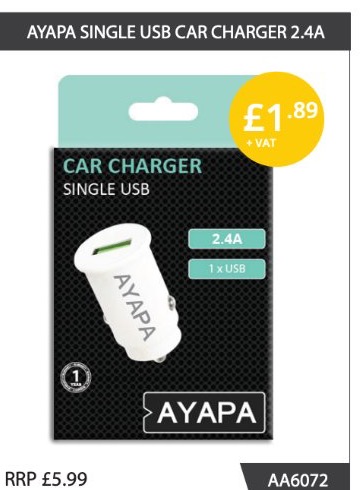 AYAPA SINGLE USB CAR CHARGER 2.4A
£1.89
+ VAT
CAR CHARGER
SINGLE USB
2.4A
1 x USB
AYAPA
1
YEAR
AYAPA
RRP £5.99
AA6072